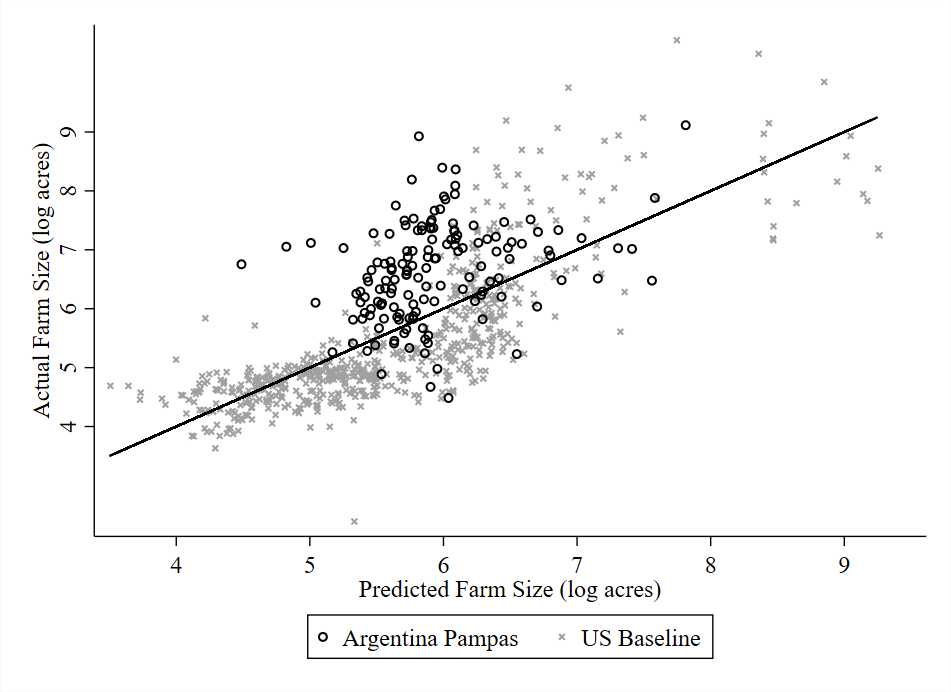 Actual Farm Size (log acres)
9
8
7
6
5
4
4 5 6 7 8 9
Predicted Farm Size (log acres)
Argentina Pampas US Baseline